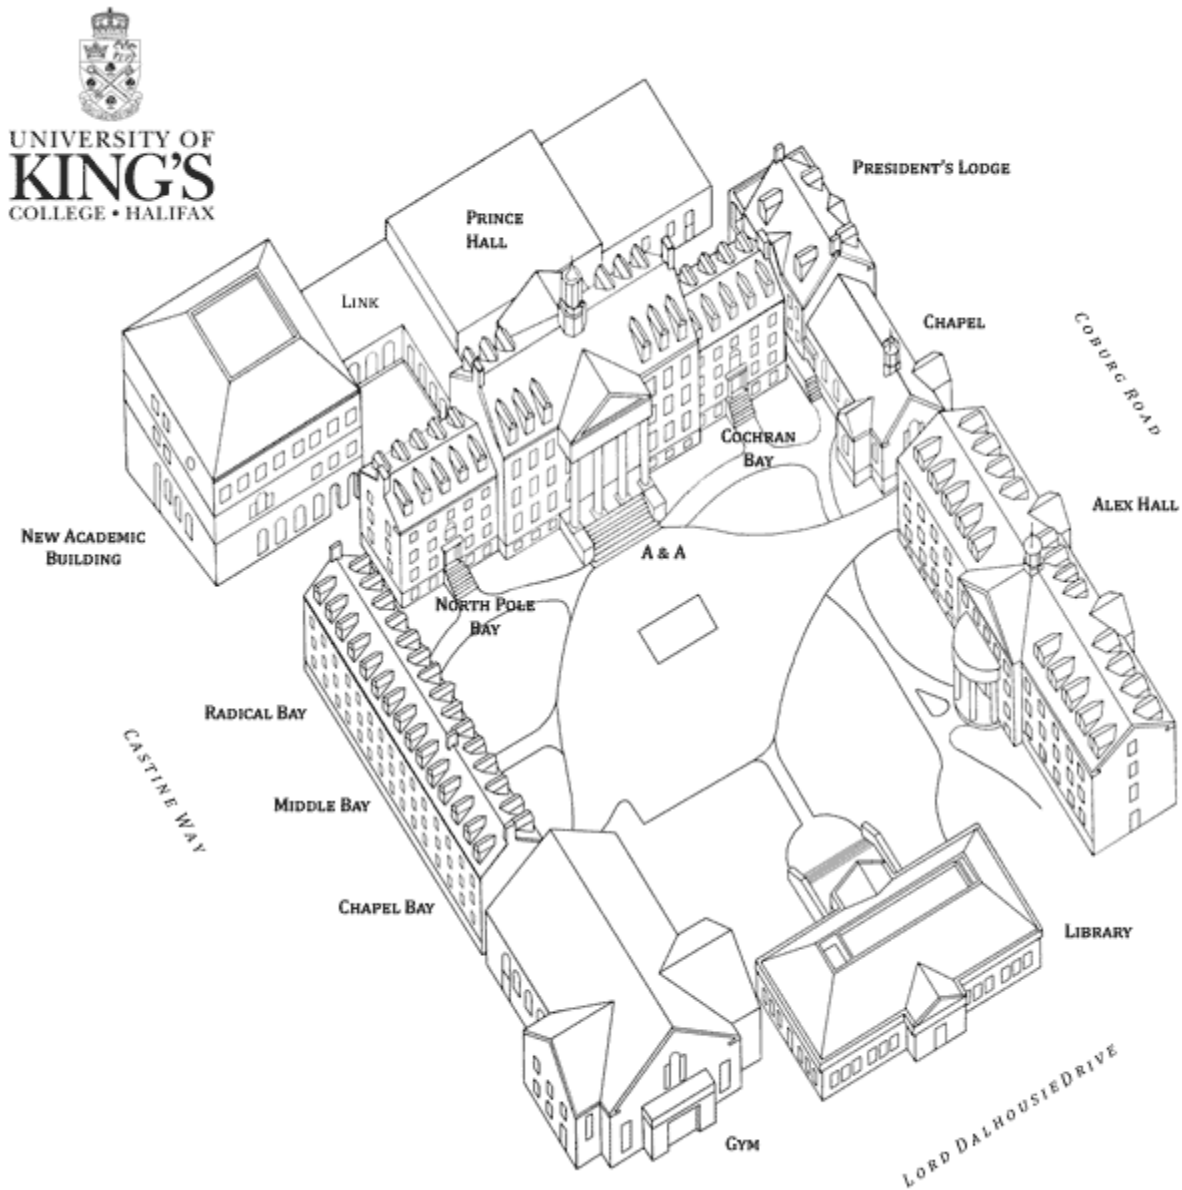 UNIVERSITY OF
KING'S
COLLEGE • HALIFAX
PRESIDENT'S LODGE
PRINCE
HALL
LINK
CHAPEL
COBURG ROAD
COCHRAN
BAY
ALEX HALL
NEW ACADEMIC
BUILDING
A & A
NORTH POLE
BAY
RADICAL BAY
CASTINE WAY
MIDDLE BAY
CHAPEL BAY
LIBRARY
LORD DALHOUSIE DRIVE
GYM